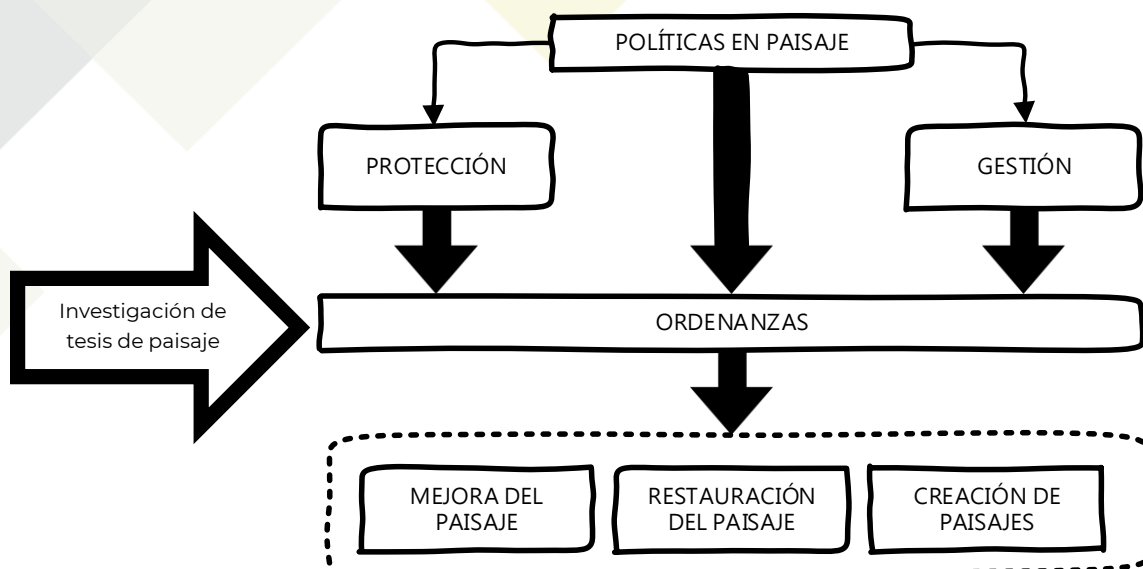 POLÍTICAS EN PAISAJE
PROTECCIÓN
GESTIÓN
Investigación de
tesis de paisaje
ORDENANZAS
MEJORA DEL
PAISAJE
RESTAURACIÓN
DEL PAISAJE
CREACIÓN DE
PAISAJES